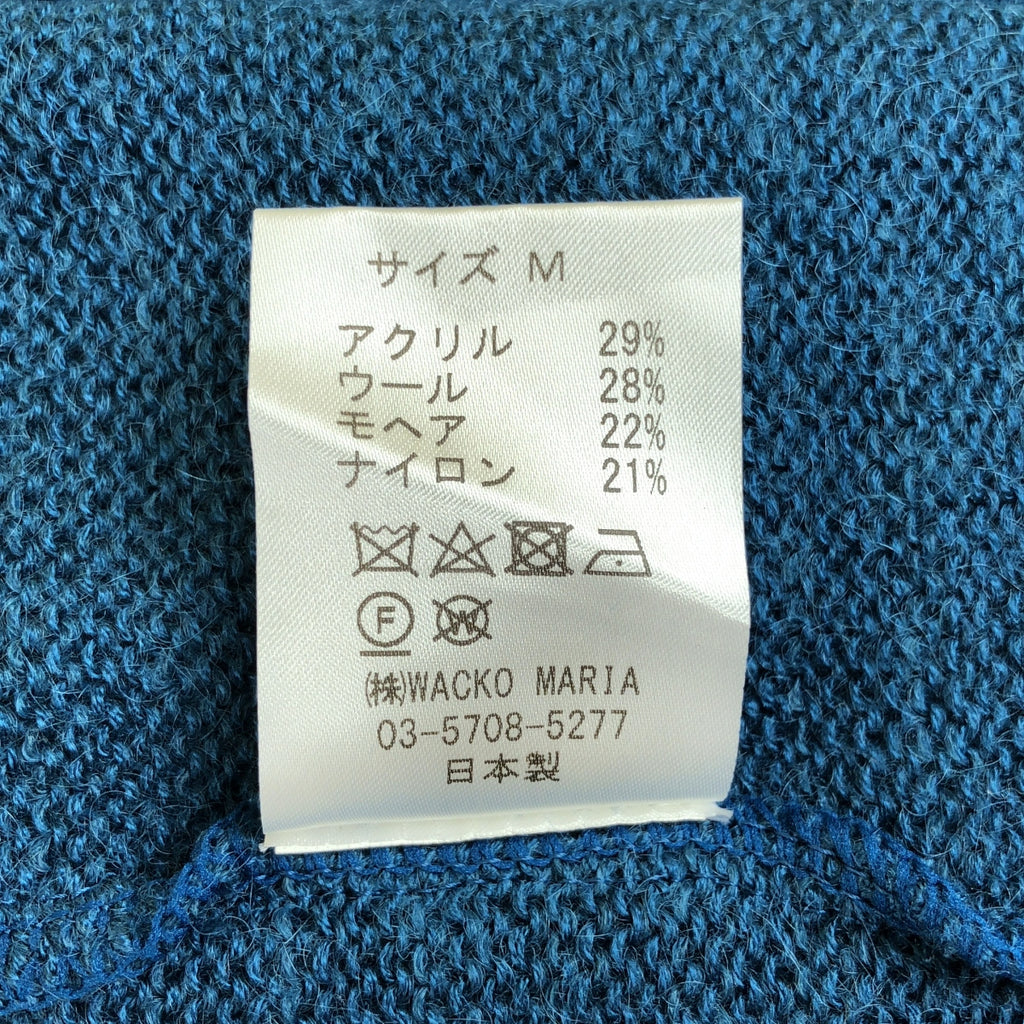 サイズ M
アクリル 29%
ウール 28%
モヘア 22%
ナイロン 21%
F W
㈱WACKO MARIA
03-5708-5277
日本製